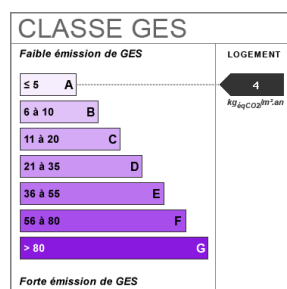 CLASSE GES
Faible émission de GES
LOGEMENT
≤ 5 A
4
kgéqCO2/m².an
6 à 10 B
11 à 20 C
21 à 35 D
36 à 55 E
56 à 80 F
> 80 G
Forte émission de GES